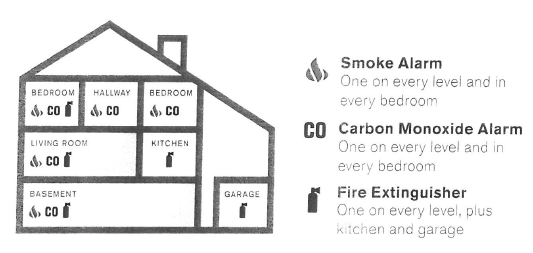 BEDROOM HALLWAY BEDROOM
CO CO CO
LIVING ROOM KITCHEN
CO
BASEMENT GARAGE
CO
Smoke Alarm
One on every level and in
every bedroom
CO Carbon Monoxide Alarm
One on every level and in
every bedroom
Fire Extinguisher
One on every level, plus
kitchen and garage